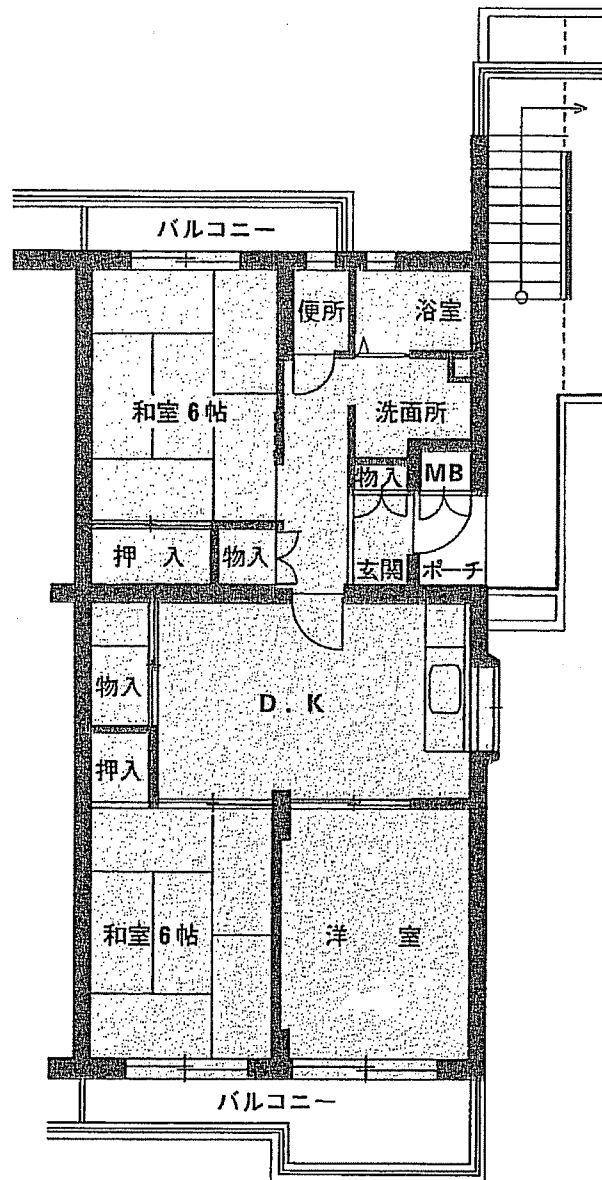 バルコニー
便所
浴室
和室6帖
洗面所
物入
MB
押入
物入
玄関
ポーチ
物入
D.K
押入
和室6帖
洋室
バルコニー